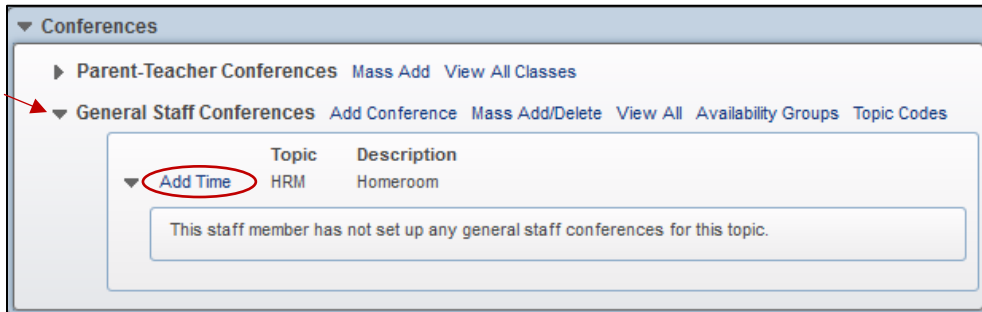 Conferences
Parent-Teacher Conferences Mass Add View All Classes
General Staff Conferences Add Conference Mass Add/Delete View All Availability Groups Topic Codes
Topic Description
Add Time HRM Homeroom
This staff member has not set up any general staff conferences for this topic.